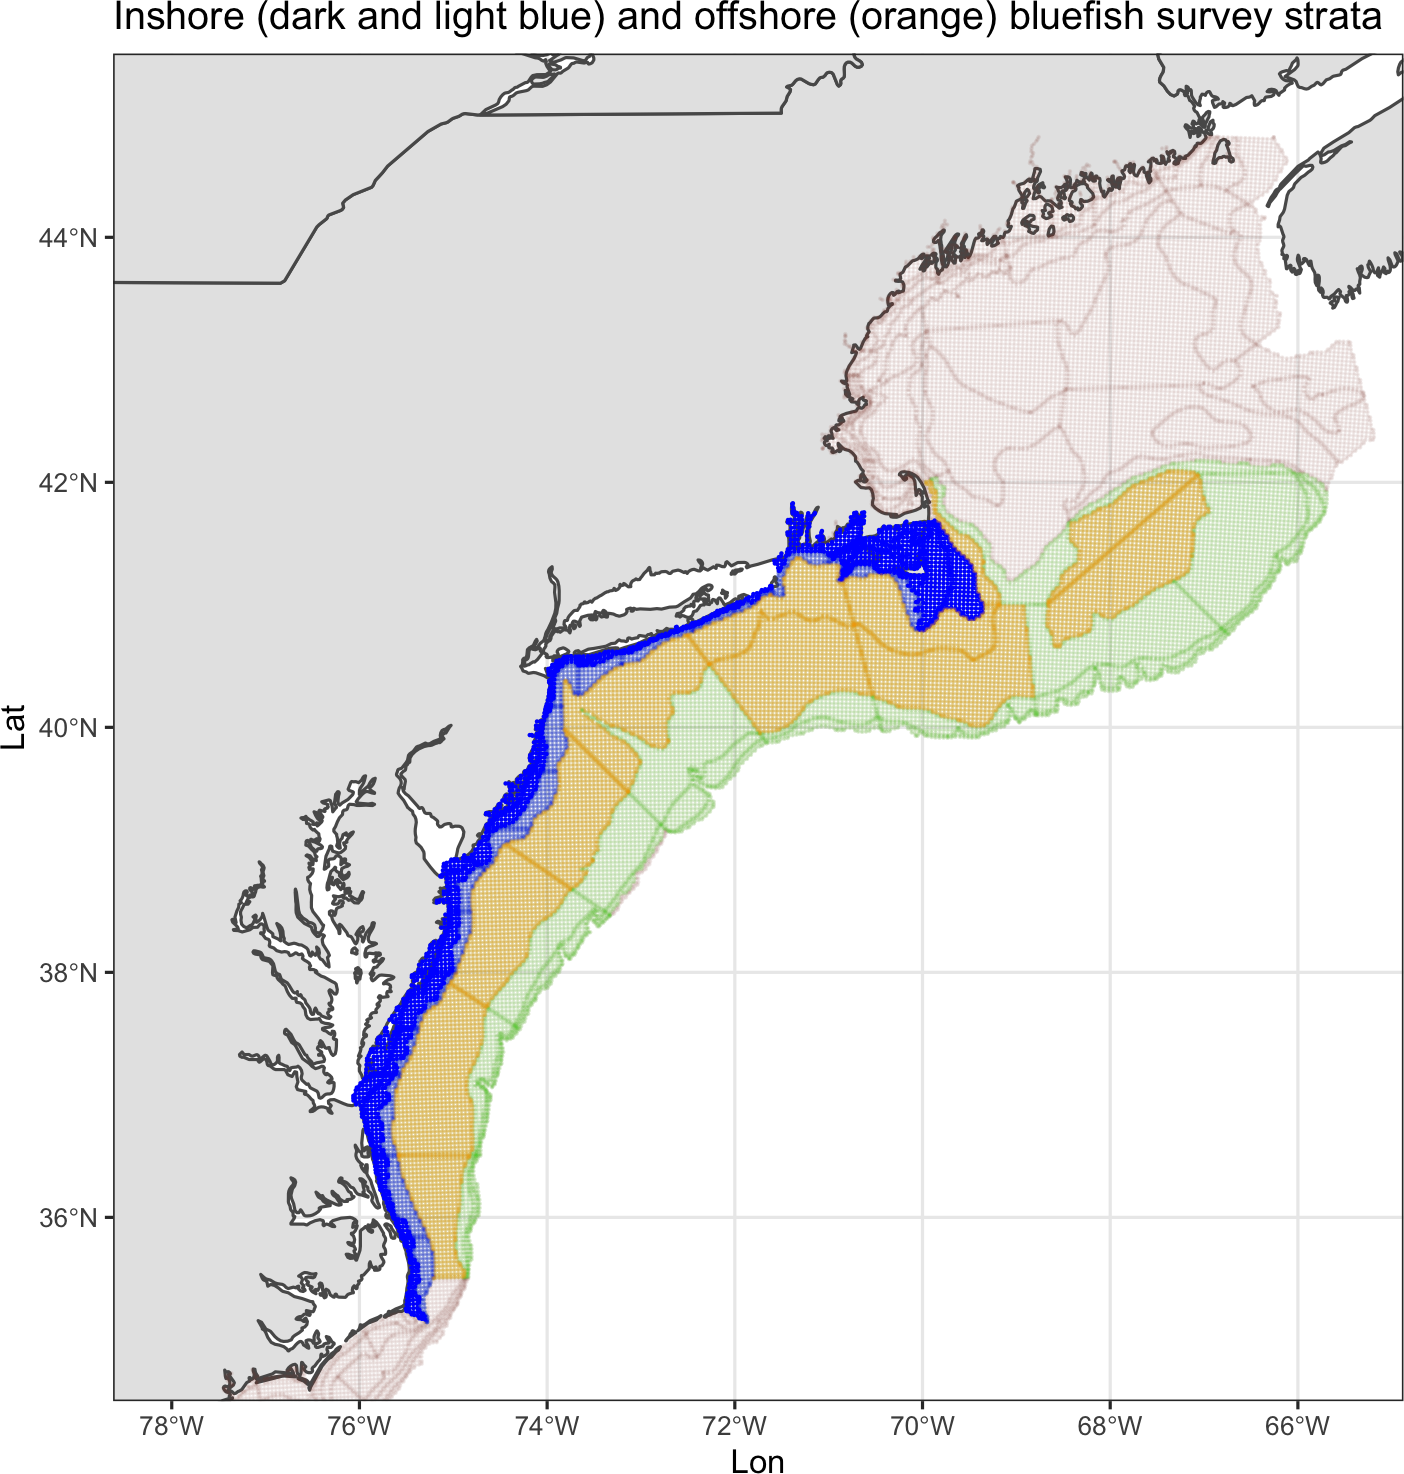 Inshore (dark and light blue) and offshore (orange) bluefish survey strata
44°N
42°N
40°N
38°N
36°N
Lat
78°W
76°W
74°W
72°W
70°W
68°W
66°W
Lon